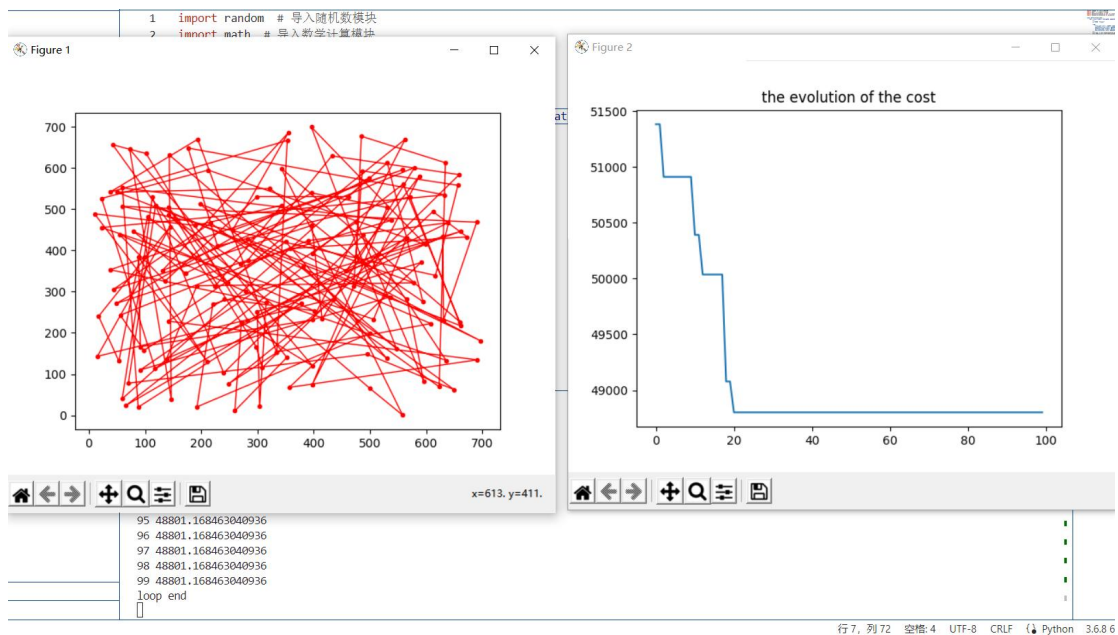 1 import random # 导入随机数模块
2 import math # 导入数学计算模块
Figure 1
700
600
500
400
300
200
100
0
0 100 200 300 400 500 600 700
x=613. y=411.
at
Figure 2
the evolution of the cost
51500
51000
50500
50000
49500
49000
0 20 40 60 80 100
95 48801.168463040936
96 48801.168463040936
97 48801.168463040936
98 48801.168463040936
99 48801.168463040936
loop end
行 7，列 72 空格: 4 UTF-8 CRLF Python 3.6.8 6